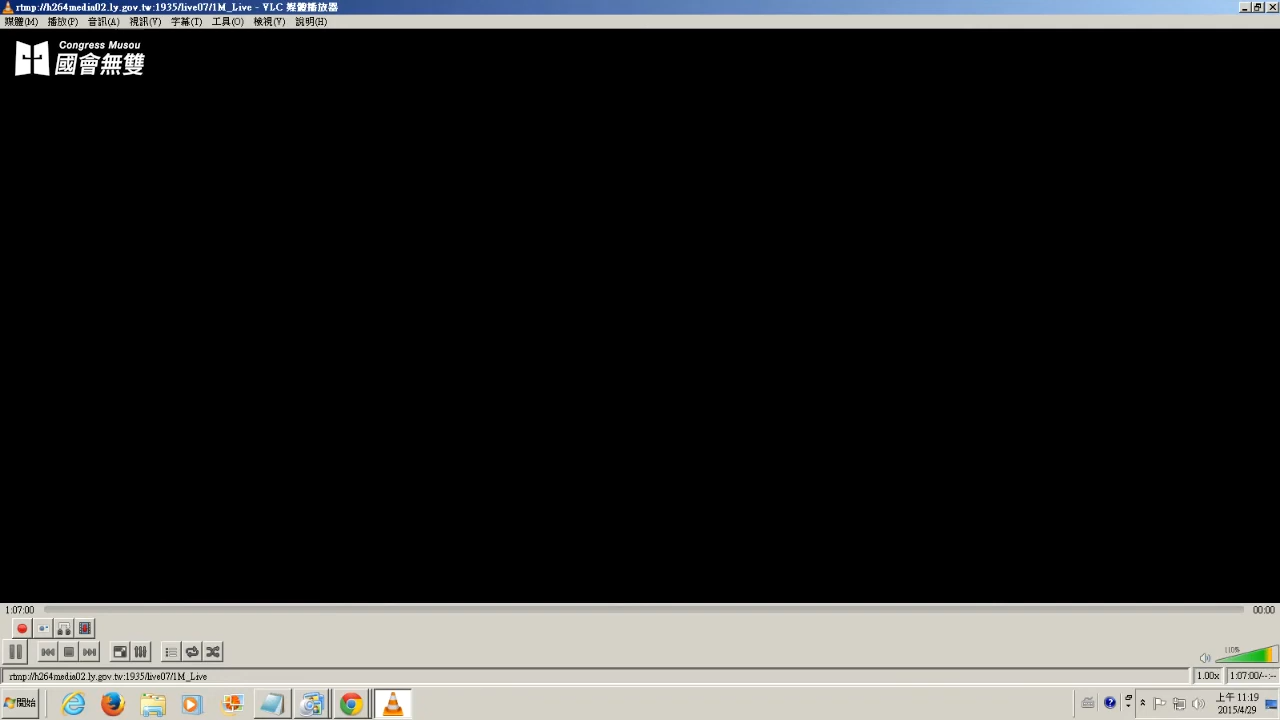 rtmp://h264media02.ly.gov.tw:1935/live07/1M_Live - VLC 媒體播放器
媒體(M) 播放(P) 音訊(A) 視訊(V) 字幕(T) 工具(O) 檢視(V) 說明(H)
Congress Musou
國會無雙
1:07:00 00:00
110%
rtmp://h264media02.ly.gov.tw:1935/live07/1M_Live 1.00x 1:07:00/--:--
開始 上午 11:19
2015/4/29